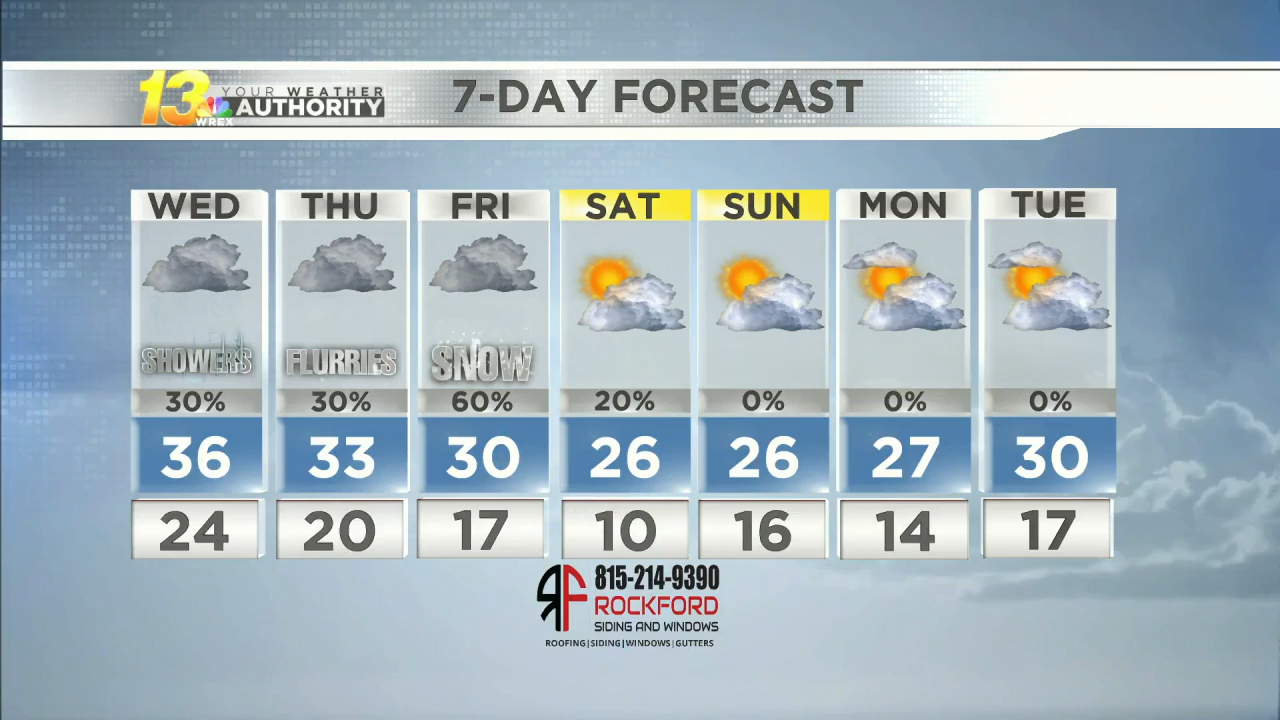 13 YOUR WEATHER
WREX AUTHORITY
7-DAY FORECAST
WED THU FRI SAT SUN MON TUE
SHOWERS FLURRIES SNOW
30% 30% 60% 20% 0% 0% 0%
36 33 30 26 26 27 30
24 20 17 10 16 14 17
RF 815-214-9390
ROCKFORD
SIDING AND WINDOWS
ROOFING|SIDING|WINDOWS|GUTTERS